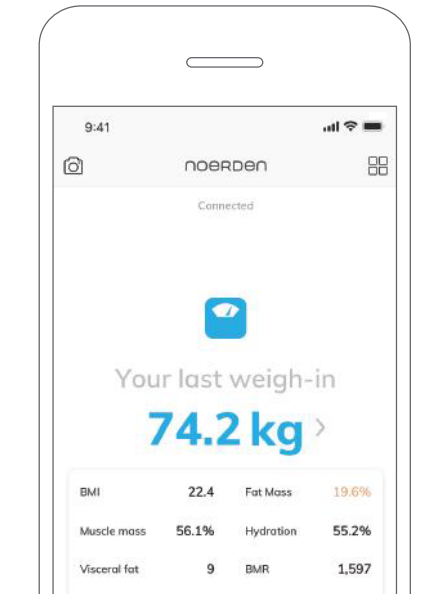 9:41
noerden
Connected
Your last weigh-in
74.2 kg
BMI 22.4 Fat Mass 19.6%
Muscle mass 56.1% Hydration 55.2%
Visceral fat 9 BMR 1,597